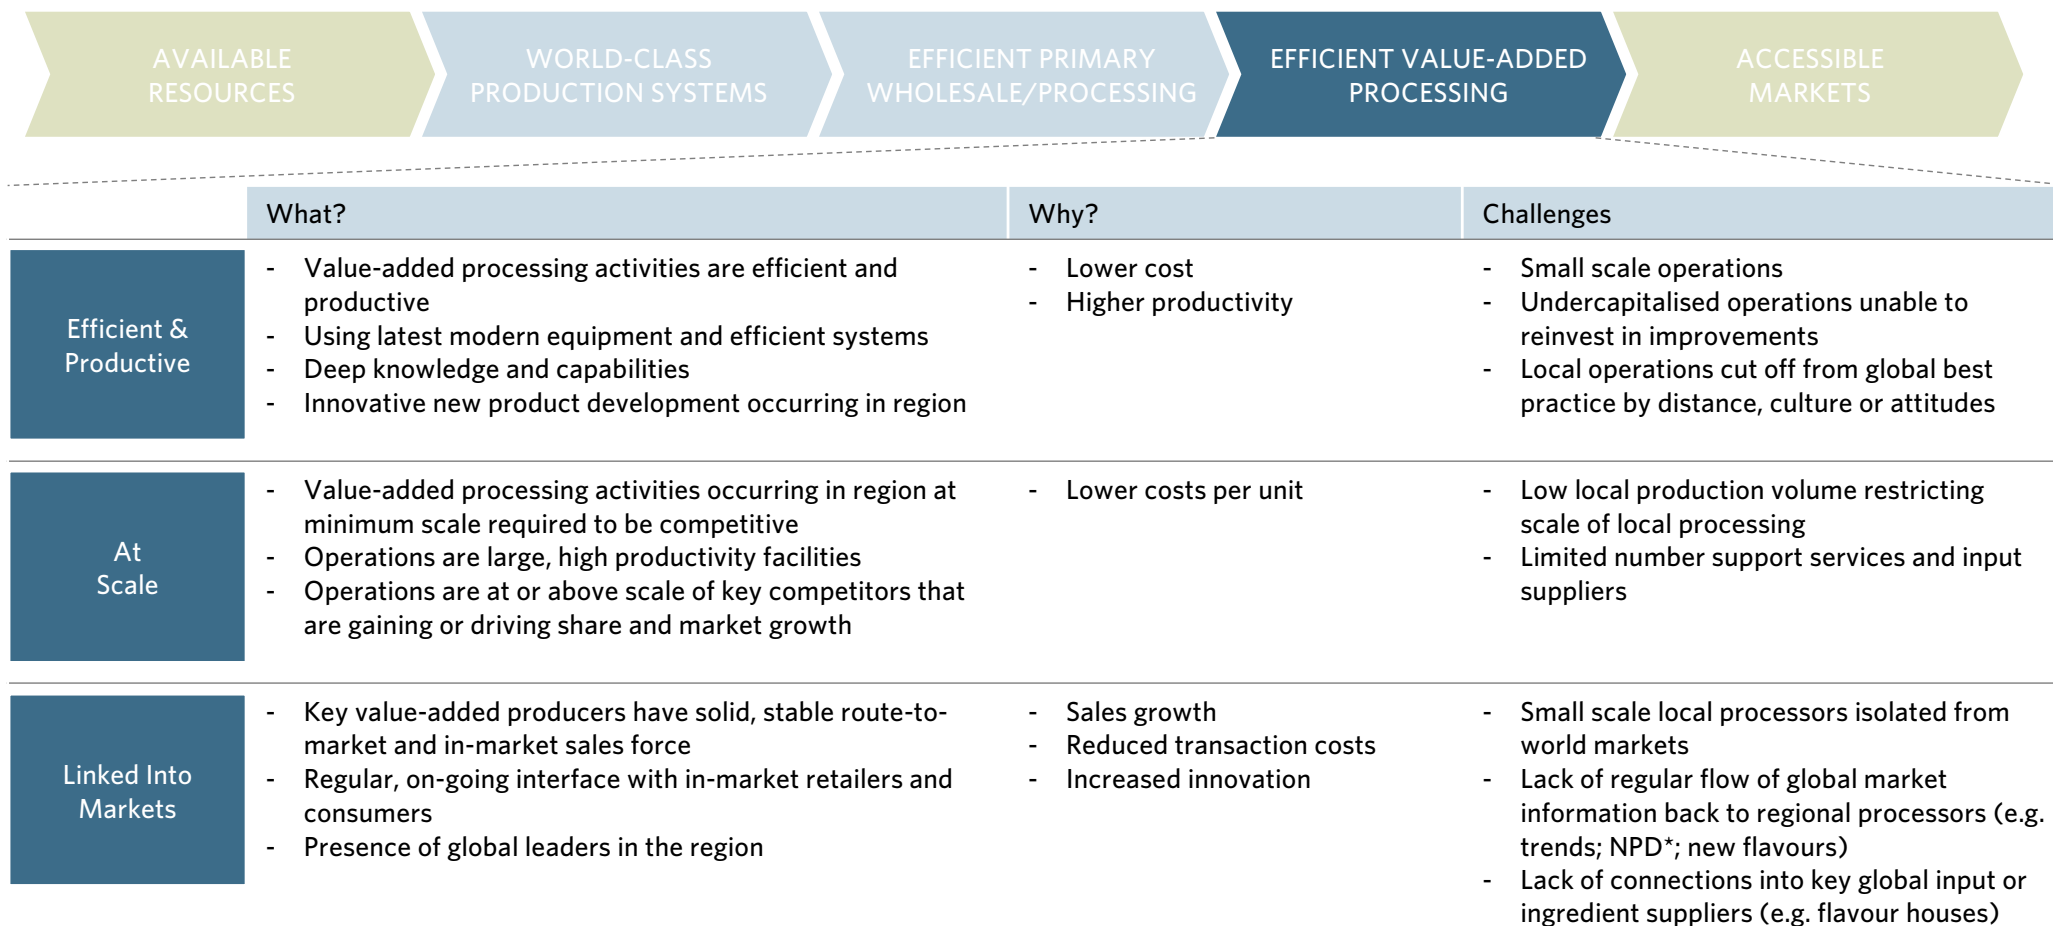 AVAILABLE
RESOURCES
WORLD-CLASS
PRODUCTION SYSTEMS
EFFICIENT PRIMARY
WHOLESALE/PROCESSING
EFFICIENT VALUE-ADDED
PROCESSING
ACCESSIBLE
MARKETS
What?
Why?
Challenges
Efficient &
Productive
- Value-added processing activities are efficient and
productive
- Using latest modern equipment and efficient systems
- Deep knowledge and capabilities
- Innovative new product development occurring in region
- Lower cost
- Higher productivity
- Small scale operations
- Undercapitalised operations unable to
reinvest in improvements
- Local operations cut off from global best
practice by distance, culture or attitudes
At
Scale
- Value-added processing activities occurring in region at
minimum scale required to be competitive
- Operations are large, high productivity facilities
- Operations are at or above scale of key competitors that
are gaining or driving share and market growth
- Lower costs per unit
- Low local production volume restricting
scale of local processing
- Limited number support services and input
suppliers
Linked Into
Markets
- Key value-added producers have solid, stable route-to-
market and in-market sales force
- Regular, on-going interface with in-market retailers and
consumers
- Presence of global leaders in the region
- Sales growth
- Reduced transaction costs
- Increased innovation
- Small scale local processors isolated from
world markets
- Lack of regular flow of global market
information back to regional processors (e.g.
trends; NPD*; new flavours)
- Lack of connections into key global input or
ingredient suppliers (e.g. flavour houses)